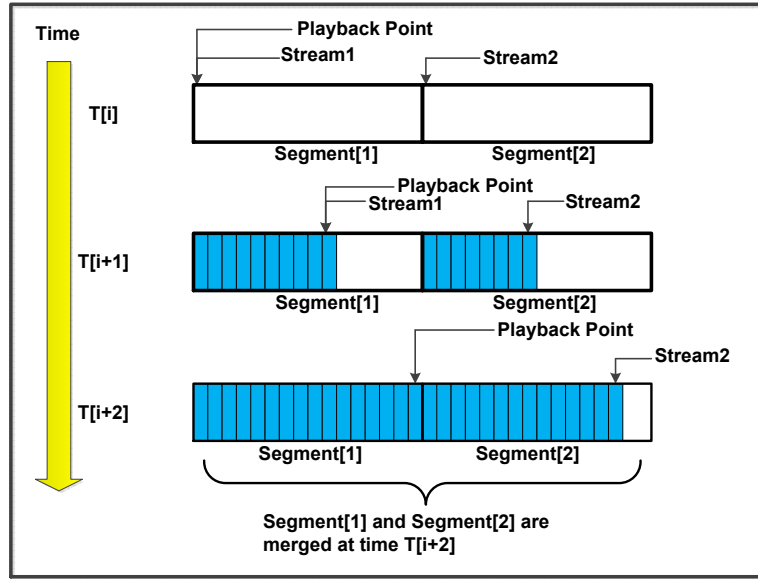 Time
Playback Point
Stream1
Stream2
T[i]
Segment[1]
Segment[2]
Playback Point
Stream1
Stream2
T[i+1]
Segment[1]
Segment[2]
Playback Point
Stream2
T[i+2]
Segment[1]
Segment[2]
Segment[1] and Segment[2] are
merged at time T[i+2]